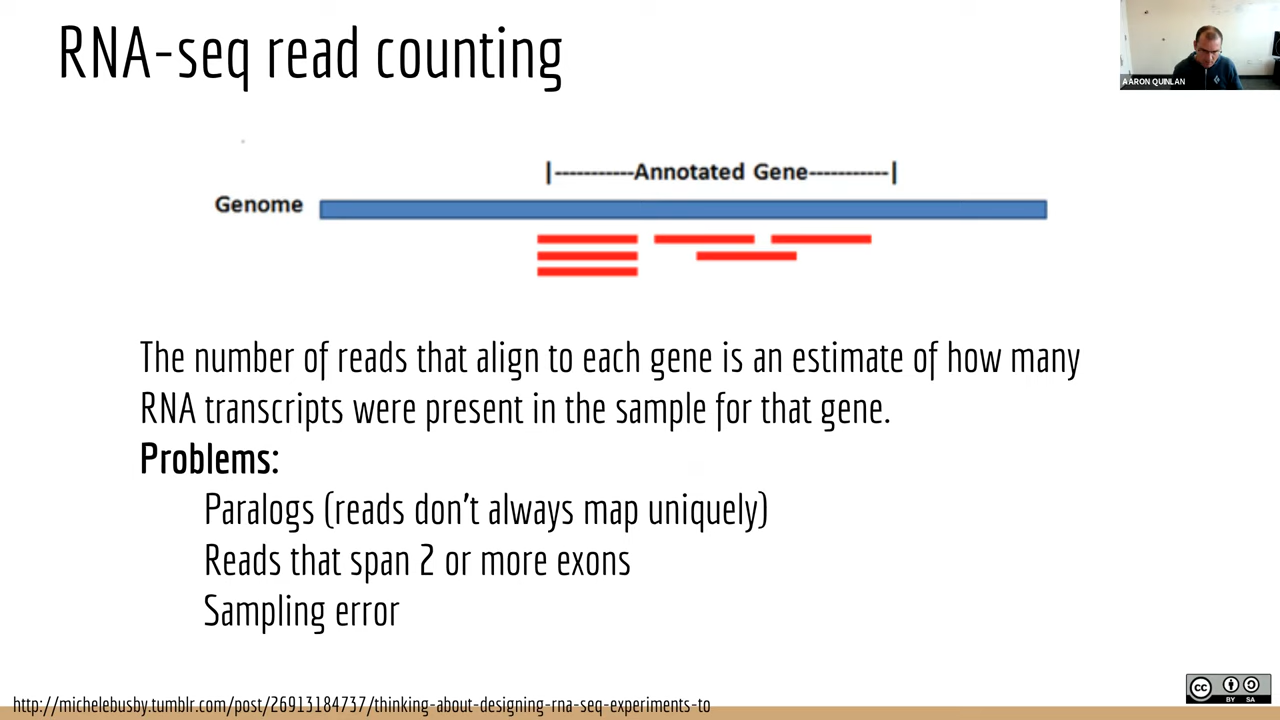 RNA-seq read counting
AARON QUINLAN
|-----------Annotated Gene-----------|
Genome
The number of reads that align to each gene is an estimate of how many
RNA transcripts were present in the sample for that gene.
Problems:
Paralogs (reads don't always map uniquely)
Reads that span 2 or more exons
Sampling error
cc
BY SA
http://michelebusby.tumblr.com/post/26913184737/thinking-about-designing-rna-seq-experiments-to